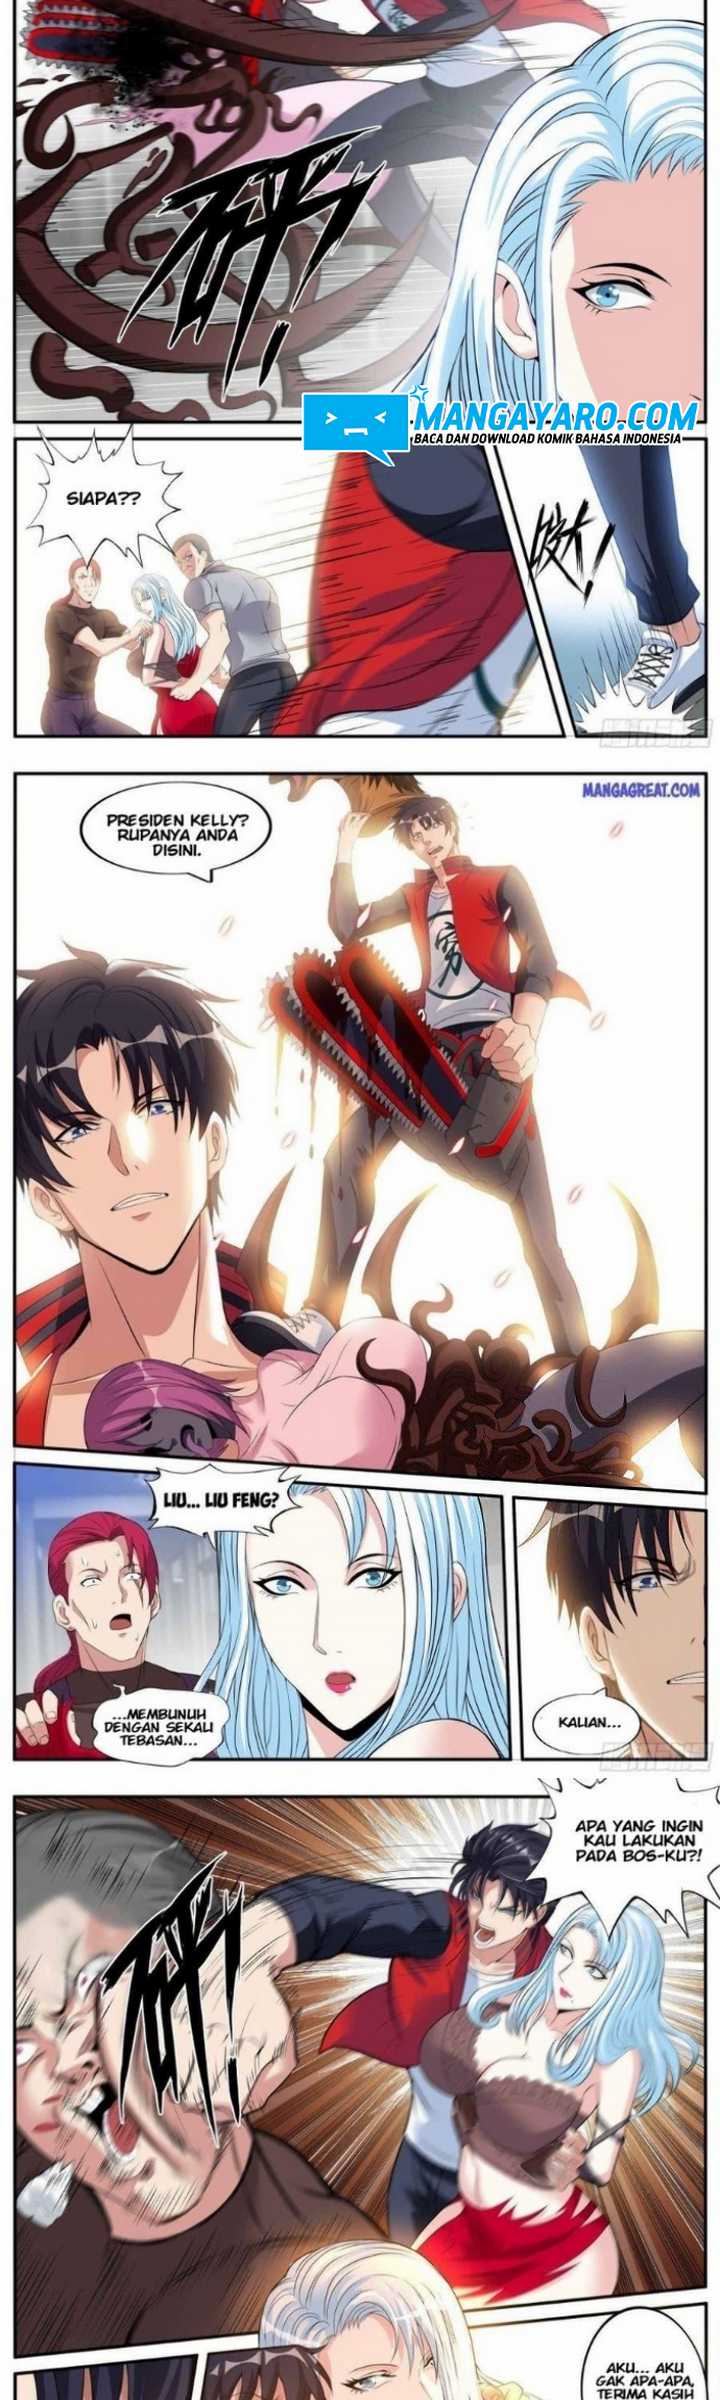 砰!
MANGAYARO.COM
BACA DAN DOWNLOAD KOMIK BAHASA INDONESIA
SIAPA??
MANGAGREAT.COM
PRESIDEN KELLY?
RUPANYA ANDA
DISINI.
LIU... LIU FENG?
...MEMBUNUH
DENGAN SEKALI
TEBASAN...
KALIAN...
APA YANG INGIN
KAU LAKUKAN
PADA BOS-KU?!
砰!
AKU... AKU
GAK APA-APA,
TERIMA KASIH